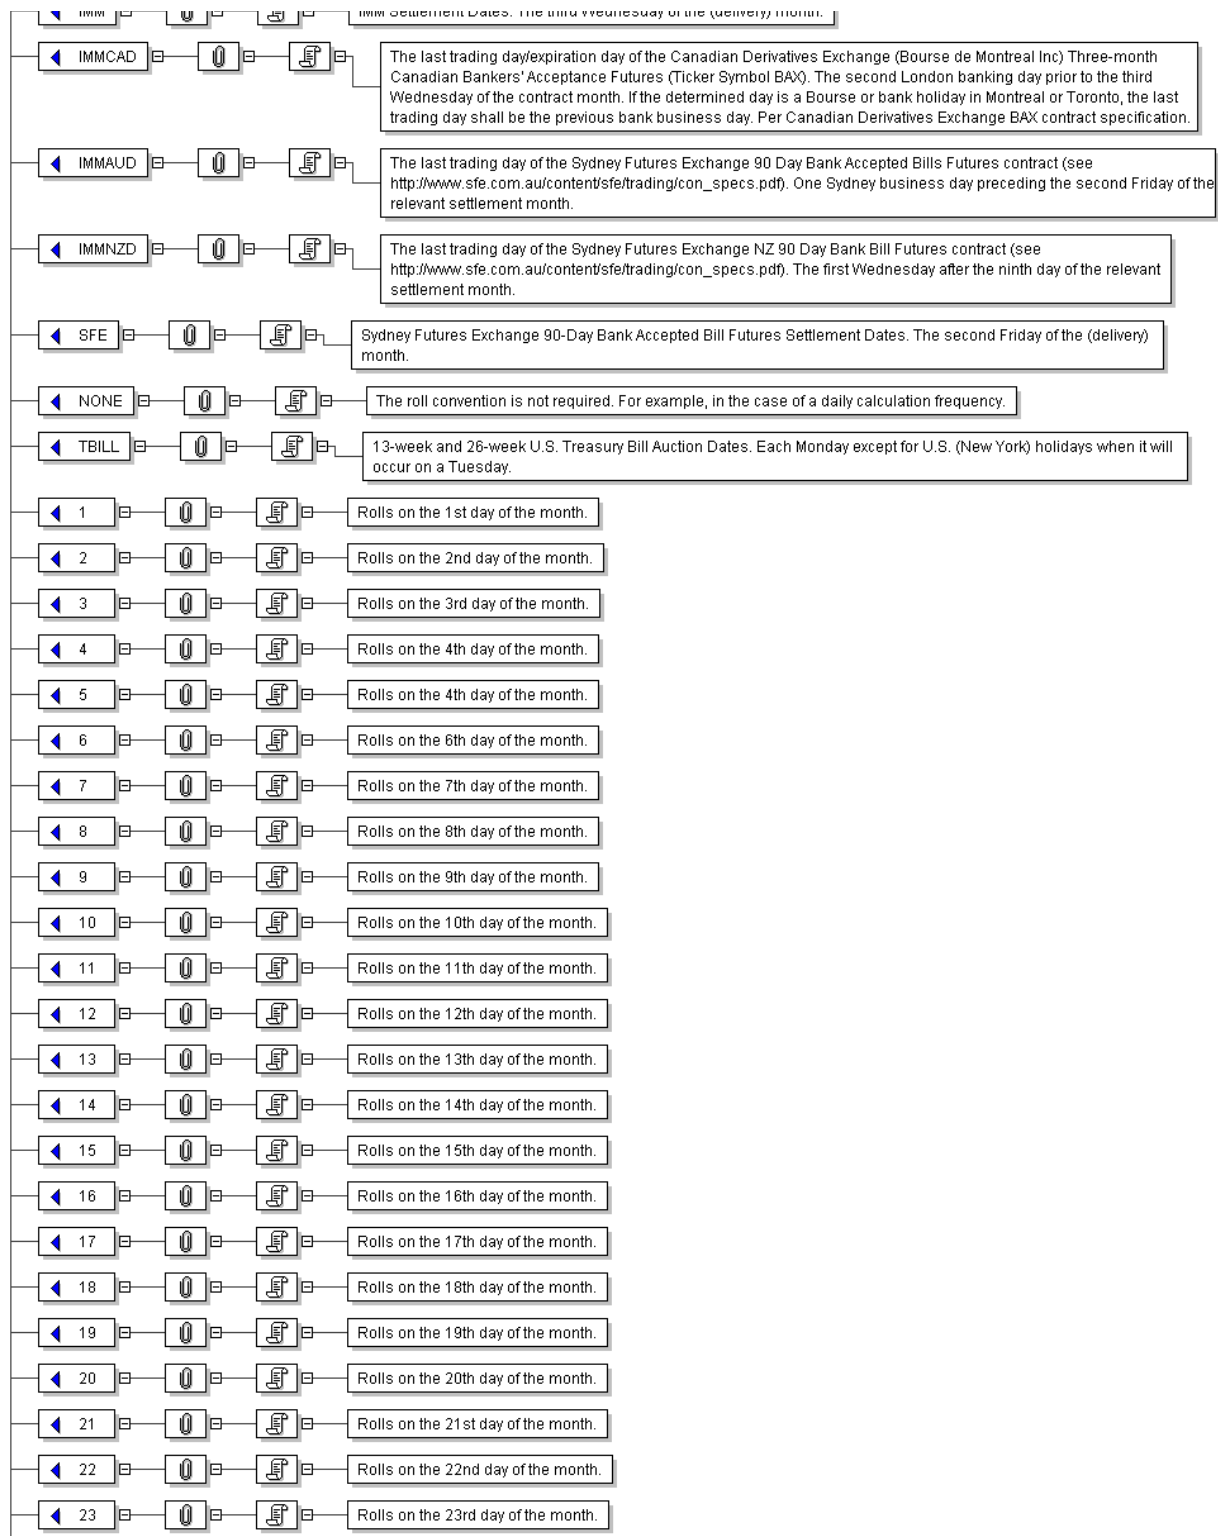 IMM
IMM Settlement Dates. The third Wednesday of the (delivery) month.
IMMCAD
The last trading day/expiration day of the Canadian Derivatives Exchange (Bourse de Montreal Inc) Three-month
Canadian Bankers' Acceptance Futures (Ticker Symbol BAX). The second London banking day prior to the third
Wednesday of the contract month. If the determined day is a Bourse or bank holiday in Montreal or Toronto, the last
trading day shall be the previous bank business day. Per Canadian Derivatives Exchange BAX contract specification.
IMMAUD
The last trading day of the Sydney Futures Exchange 90 Day Bank Accepted Bills Futures contract (see
http://www.sfe.com.au/content/sfe/trading/con_specs.pdf). One Sydney business day preceding the second Friday of the
relevant settlement month.
IMMNZD
The last trading day of the Sydney Futures Exchange NZ 90 Day Bank Bill Futures contract (see
http://www.sfe.com.au/content/sfe/trading/con_specs.pdf). The first Wednesday after the ninth day of the relevant
settlement month.
SFE
Sydney Futures Exchange 90-Day Bank Accepted Bill Futures Settlement Dates. The second Friday of the (delivery)
month.
NONE
The roll convention is not required. For example, in the case of a daily calculation frequency.
TBILL
13-week and 26-week U.S. Treasury Bill Auction Dates. Each Monday except for U.S. (New York) holidays when it will
occur on a Tuesday.
1 Rolls on the 1st day of the month.
2 Rolls on the 2nd day of the month.
3 Rolls on the 3rd day of the month.
4 Rolls on the 4th day of the month.
5 Rolls on the 4th day of the month.
6 Rolls on the 6th day of the month.
7 Rolls on the 7th day of the month.
8 Rolls on the 8th day of the month.
9 Rolls on the 9th day of the month.
10 Rolls on the 10th day of the month.
11 Rolls on the 11th day of the month.
12 Rolls on the 12th day of the month.
13 Rolls on the 13th day of the month.
14 Rolls on the 14th day of the month.
15 Rolls on the 15th day of the month.
16 Rolls on the 16th day of the month.
17 Rolls on the 17th day of the month.
18 Rolls on the 18th day of the month.
19 Rolls on the 19th day of the month.
20 Rolls on the 20th day of the month.
21 Rolls on the 21st day of the month.
22 Rolls on the 22nd day of the month.
23 Rolls on the 23rd day of the month.